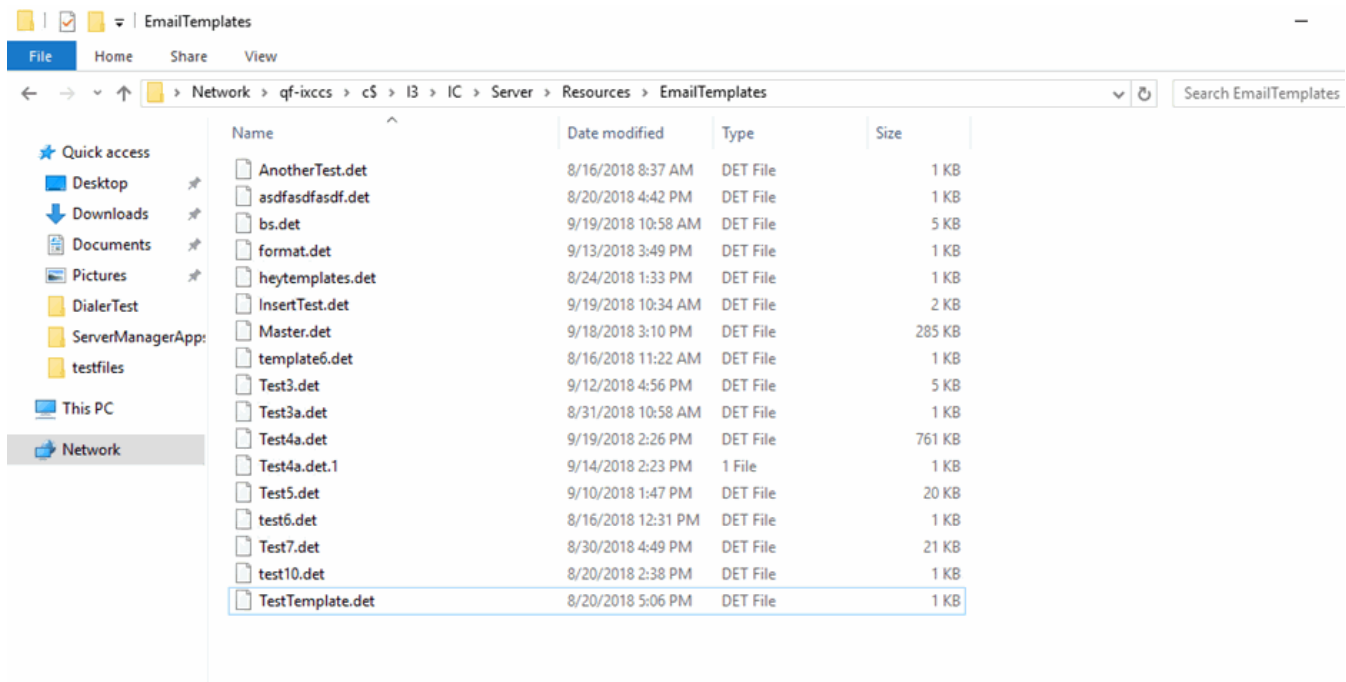 EmailTemplates
File Home Share View
Network > qf-ixccs > c$ > I3 > IC > Server > Resources > EmailTemplates Search EmailTemplates
Name Date modified Type Size
Quick access
Desktop
Downloads
Documents
Pictures
DialerTest
ServerManagerApps
testfiles
This PC
Network
AnotherTest.det 8/16/2018 8:37 AM DET File 1 KB
asdfasdfasdf.det 8/20/2018 4:42 PM DET File 1 KB
bs.det 9/19/2018 10:58 AM DET File 5 KB
format.det 9/13/2018 3:49 PM DET File 1 KB
heytemplates.det 8/24/2018 1:33 PM DET File 1 KB
InsertTest.det 9/19/2018 10:34 AM DET File 2 KB
Master.det 9/18/2018 3:10 PM DET File 285 KB
template6.det 8/16/2018 11:22 AM DET File 1 KB
Test3.det 9/12/2018 4:56 PM DET File 5 KB
Test3a.det 8/31/2018 10:58 AM DET File 1 KB
Test4a.det 9/19/2018 2:26 PM DET File 761 KB
Test4a.det.1 9/14/2018 2:23 PM 1 File 1 KB
Test5.det 9/10/2018 1:47 PM DET File 20 KB
test6.det 8/16/2018 12:31 PM DET File 1 KB
Test7.det 8/30/2018 4:49 PM DET File 21 KB
test10.det 8/20/2018 2:38 PM DET File 1 KB
TestTemplate.det 8/20/2018 5:06 PM DET File 1 KB